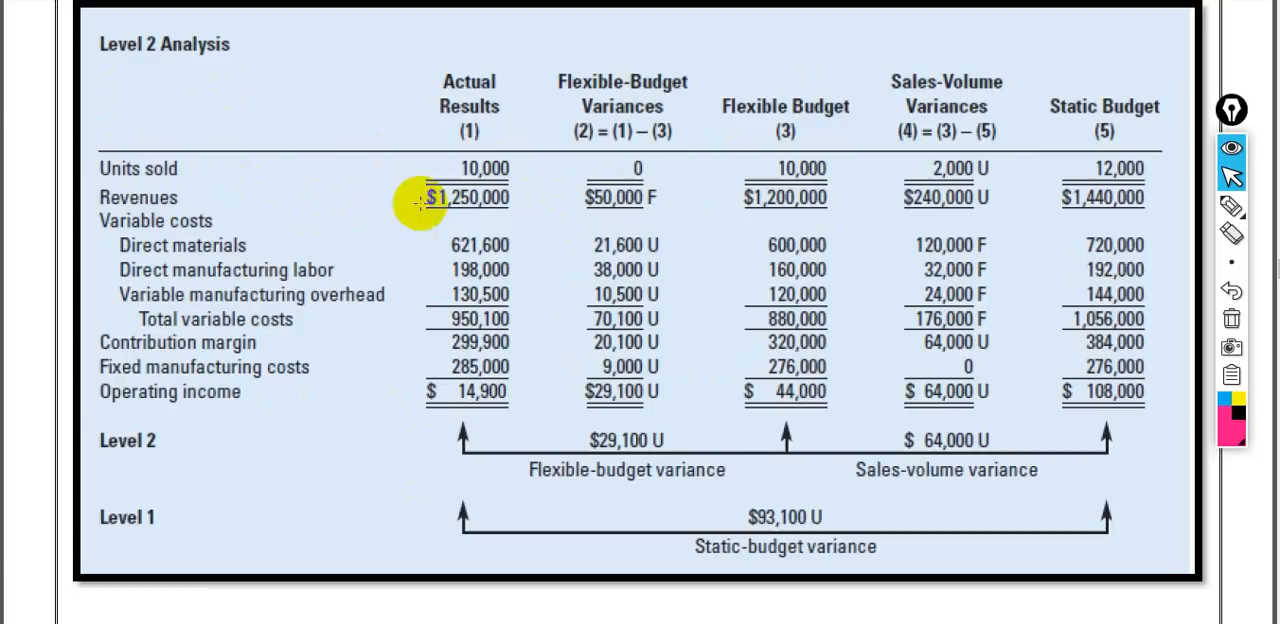 Level 2 Analysis
Actual Results (1) Flexible-Budget Variances (2) = (1) – (3) Flexible Budget (3) Sales-Volume Variances (4) = (3) – (5) Static Budget (5)
Units sold 10,000 0 10,000 2,000 U 12,000
Revenues $1,250,000 $50,000 F $1,200,000 $240,000 U $1,440,000
Variable costs
Direct materials 621,600 21,600 U 600,000 120,000 F 720,000
Direct manufacturing labor 198,000 38,000 U 160,000 32,000 F 192,000
Variable manufacturing overhead 130,500 10,500 U 120,000 24,000 F 144,000
Total variable costs 950,100 70,100 U 880,000 176,000 F 1,056,000
Contribution margin 299,900 20,100 U 320,000 64,000 U 384,000
Fixed manufacturing costs 285,000 9,000 U 276,000 0 276,000
Operating income $ 14,900 $29,100 U $ 44,000 $ 64,000 U $ 108,000
Level 2 $29,100 U $ 64,000 U
Flexible-budget variance Sales-volume variance
Level 1 $93,100 U
Static-budget variance